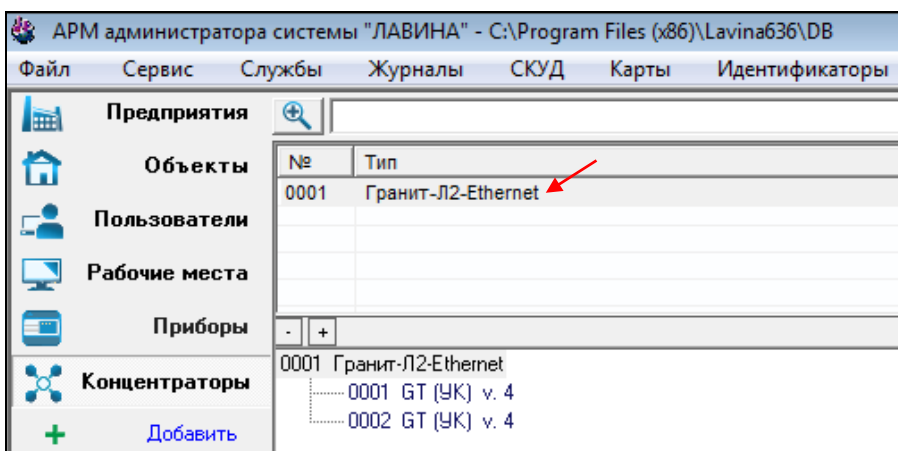 АРМ администратора системы "ЛАВИНА" - C:\Program Files (x86)\Lavina636\DB
Файл Сервис Службы Журналы СКУД Карты Идентификаторы
Предприятия
Объекты
Пользователи
Рабочие места
Приборы
Концентраторы
Добавить
№ Тип
0001 Гранит-Л2-Ethernet
- +
0001 Гранит-Л2-Ethernet
0001 GT (УК) v. 4
0002 GT (УК) v. 4